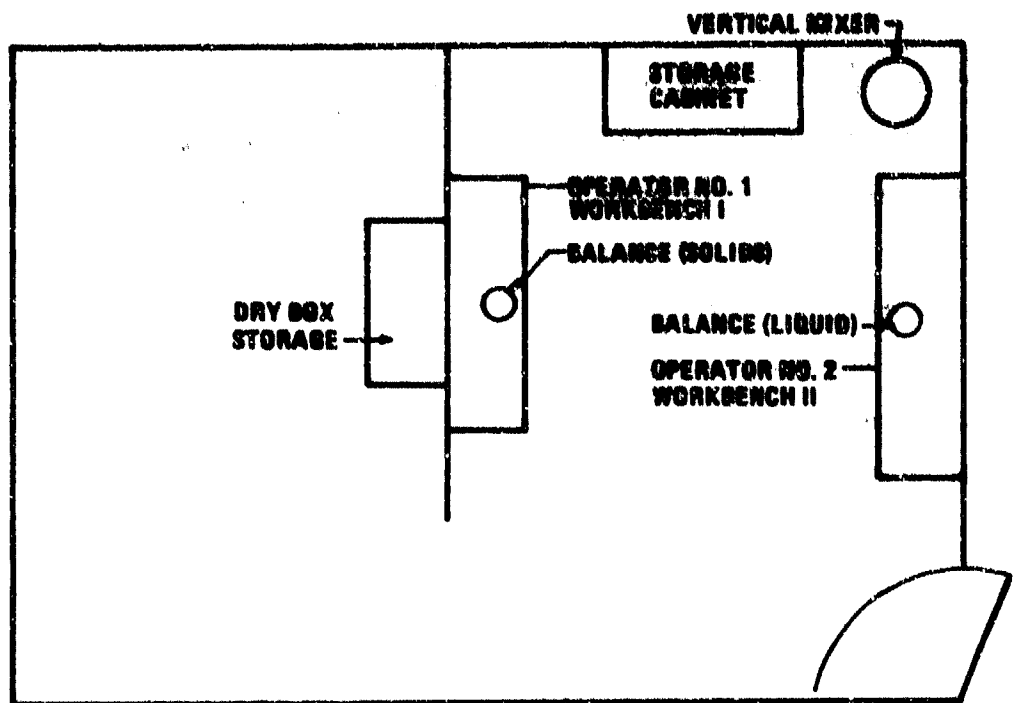 VERTICAL MIXER
STORAGE
CABINET
OPERATOR NO. 1
WORKBENCH I
BALANCE (SOLIDS)
DRY BOX
STORAGE
BALANCE (LIQUID)
OPERATOR NO. 2
WORKBENCH II